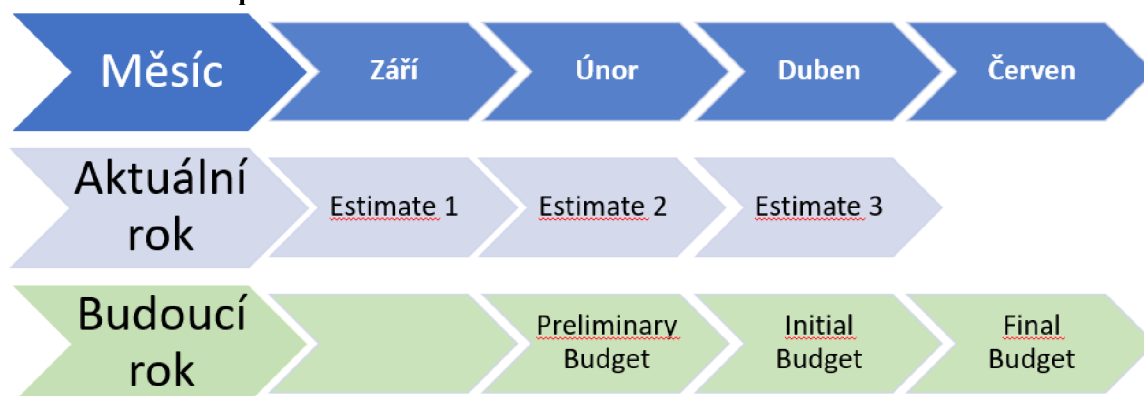 Měsíc
Září
Únor
Duben
Červen
Aktuální
rok
Estimate 1
Estimate 2
Estimate 3
Budoucí
rok
Preliminary
Budget
Initial
Budget
Final
Budget